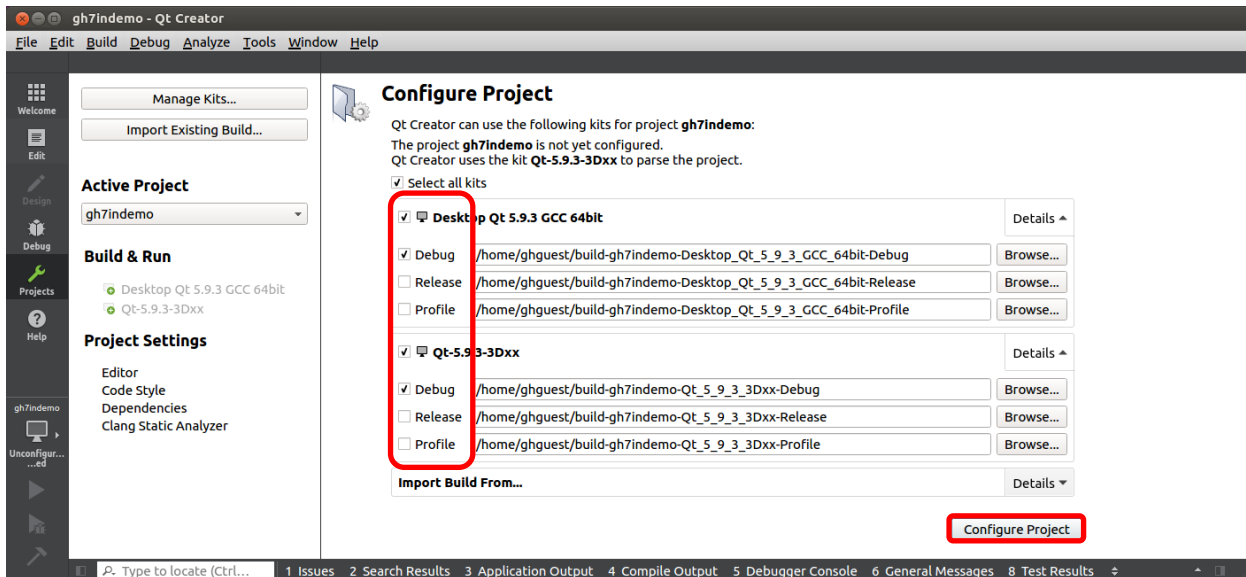 gh7indemo - Qt Creator
File Edit Build Debug Analyze Tools Window Help
Welcome
Edit
Design
Debug
Projects
Help
gh7indemo
Unconfigur...
...ed
Manage Kits...
Import Existing Build...
Active Project
gh7indemo
Build & Run
Desktop Qt 5.9.3 GCC 64bit
Qt-5.9.3-3Dxx
Project Settings
Editor
Code Style
Dependencies
Clang Static Analyzer
Configure Project
Qt Creator can use the following kits for project gh7indemo:
The project gh7indemo is not yet configured.
Qt Creator uses the kit Qt-5.9.3-3Dxx to parse the project.
Select all kits
Desktop Qt 5.9.3 GCC 64bit Details
Debug /home/ghguest/build-gh7indemo-Desktop_Qt_5_9_3_GCC_64bit-Debug Browse...
Release /home/ghguest/build-gh7indemo-Desktop_Qt_5_9_3_GCC_64bit-Release Browse...
Profile /home/ghguest/build-gh7indemo-Desktop_Qt_5_9_3_GCC_64bit-Profile Browse...
Qt-5.9.3-3Dxx Details
Debug /home/ghguest/build-gh7indemo-Qt_5_9_3_3Dxx-Debug Browse...
Release /home/ghguest/build-gh7indemo-Qt_5_9_3_3Dxx-Release Browse...
Profile /home/ghguest/build-gh7indemo-Qt_5_9_3_3Dxx-Profile Browse...
Import Build From... Details
Configure Project
Type to locate (Ctrl... 1 Issues 2 Search Results 3 Application Output 4 Compile Output 5 Debugger Console 6 General Messages 8 Test Results